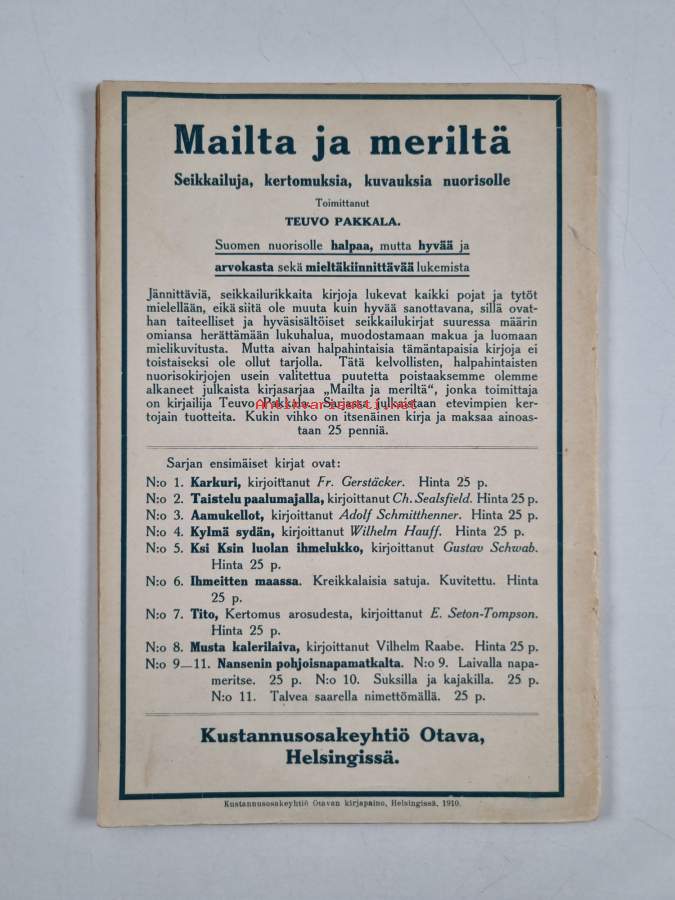 Mailta ja meriltä
Seikkailuja, kertomuksia, kuvauksia nuorisolle
Toimittanut
TEUVO PAKKALA.
Suomen nuorisolle halpaa, mutta hyvää ja
arvokasta sekä mieltäkiinnittävää lukemista
Jännittäviä, seikkailurikkaita kirjoja lukevat kaikki pojat ja tytöt
mielellään, eikä siitä ole muuta kuin hyvää sanottavana, sillä ovat-
han taiteelliset ja hyväsisältöiset seikkailukirjat suuressa määrin
omiansa herättämään lukuhalua, muodostamaan makua ja luomaan
mielikuvitusta. Mutta aivan halpahintaisia tämäntapaisia kirjoja ei
toistaiseksi ole ollut tarjolla. Tätä kelvollisten, halpahintaisten
nuorisokirjojen usein valitettua puutetta poistaaksemme olemme
alkaneet julkaista kirjasarjaa „Mailta ja meriltä“, jonka toimittaja
on kirjailija Teuvo Pakkala. Sarjassa julkaistaan etevimpien ker-
Antikvariaatti.net
tojain tuotteita. Kukin vihko on itsenäinen kirja ja maksaa ainoas-
taan 25 penniä.
Sarjan ensimäiset kirjat ovat:
N:o 1. Karkuri, kirjoittanut Fr. Gerstäcker. Hinta 25 p.
N:o 2. Taistelu paalumajalla, kirjoittanut Ch. Sealsfield. Hinta 25 p.
N:o 3. Aamukellot, kirjoittanut Adolf Schmitthenner. Hinta 25 p.
N:o 4. Kylmä sydän, kirjoittanut Wilhelm Hauff. Hinta 25 p.
N:o 5. Ksi Ksin luolan ihmelukko, kirjoittanut Gustav Schwab.
Hinta 25 p.
N:o 6. Ihmeitten maassa. Kreikkalaisia satuja. Kuvitettu. Hinta
25 p.
N:o 7. Tito, Kertomus arosudesta, kirjoittanut E. Seton-Tompson.
Hinta 25 p.
N:o 8. Musta kalerilaiva, kirjoittanut Vilhelm Raabe. Hinta 25 p.
N:o 9—11. Nansenin pohjoisnapamatkalta. N:o 9. Laivalla napa-
meritse. 25 p. N:o 10. Suksilla ja kajakilla. 25 p.
N:o 11. Talvea saarella nimettömällä. 25 p.
Kustannusosakeyhtiö Otava,
Helsingissä.
Kustannusosakeyhtiö Otavan kirjapaino, Helsingissä, 1910.